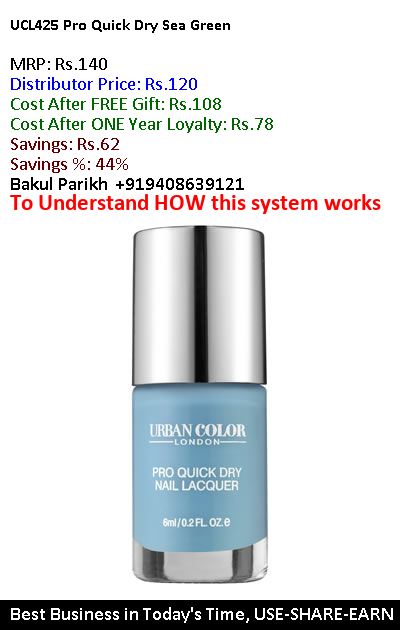 UCL425 Pro Quick Dry Sea Green
MRP: Rs.140
Distributor Price: Rs.120
Cost After FREE Gift: Rs.108
Cost After ONE Year Loyalty: Rs.78
Savings: Rs.62
Savings %: 44%
Bakul Parikh +919408639121
To Understand HOW this system works
URBAN COLOR
LONDON
PRO QUICK DRY
NAIL LACQUER
6ml/0.2 FL. OZ.e
Best Business in Today's Time, USE-SHARE-EARN